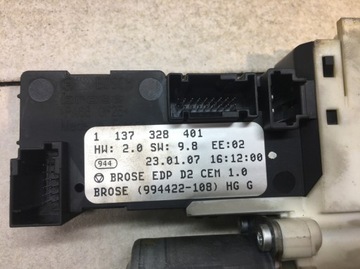 1 137 328 401
HW: 2.0 SW: 9.8 EE:02
944 23.01.07 16:12:00
BROSE EDP D2 CEM 1.0
BROSE (994422-108) HG G